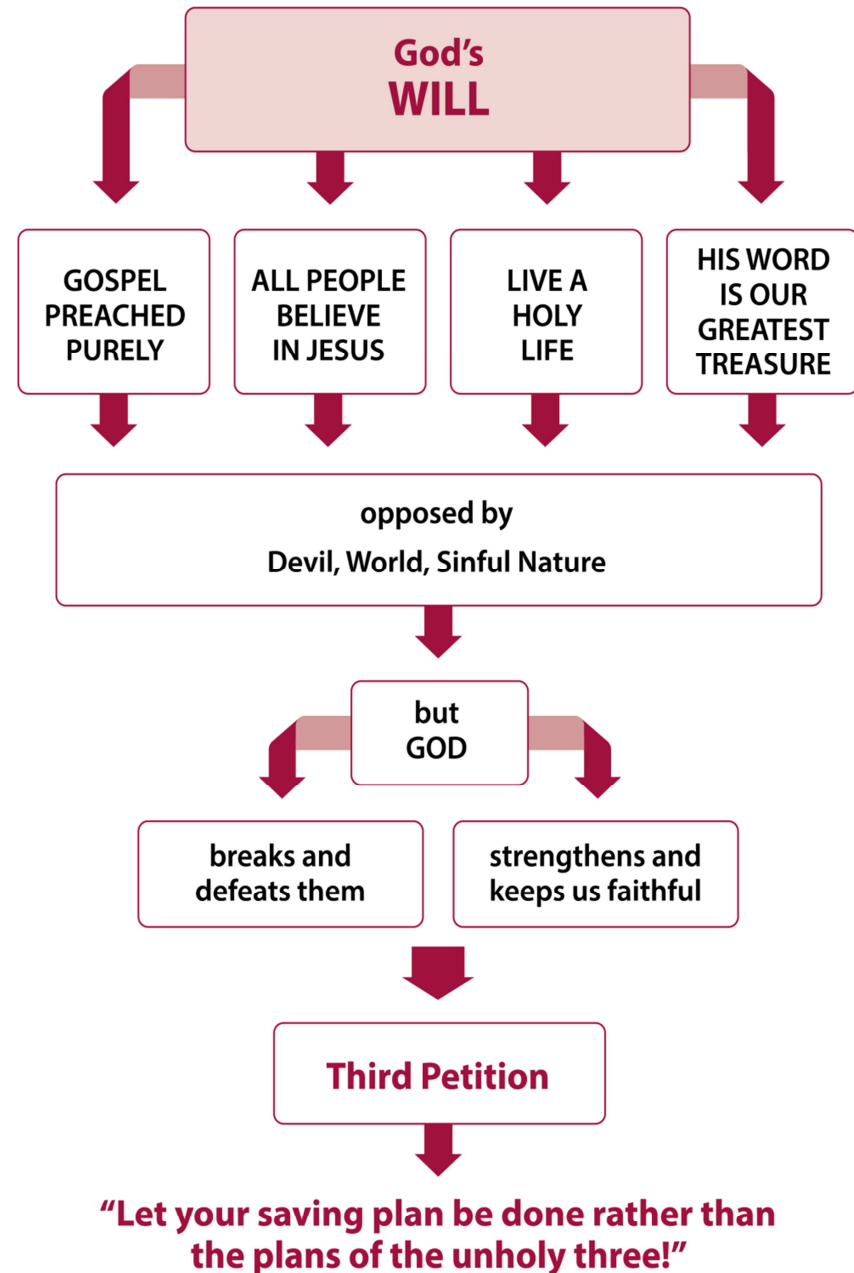 God’s
WILL
GOSPEL
PREACHED
PURELY
ALL PEOPLE
BELIEVE
IN JESUS
LIVE A
HOLY
LIFE
HIS WORD
IS OUR
GREATEST
TREASURE
opposed by
Devil, World, Sinful Nature
but
GOD
breaks and
defeats them
strengthens and
keeps us faithful
Third Petition
“Let your saving plan be done rather than
the plans of the unholy three!”